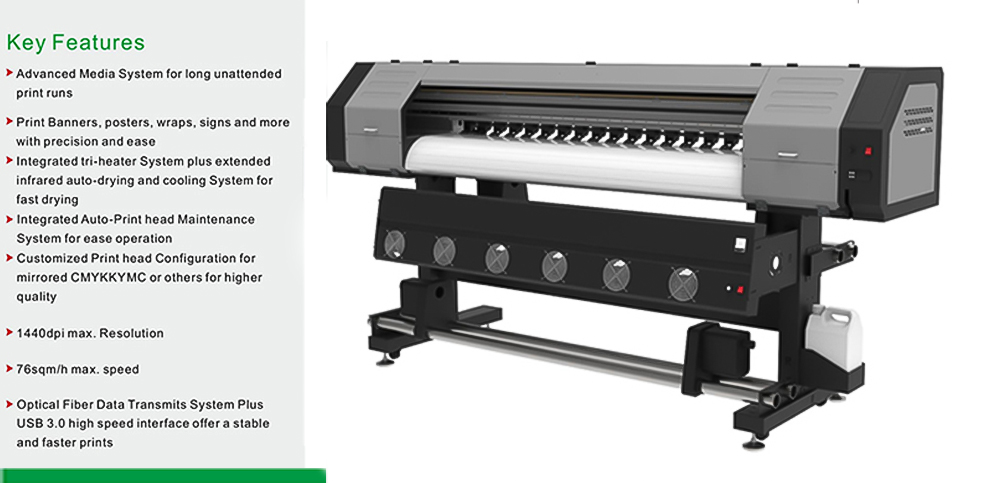 Key Features
Advanced Media System for long unattended
print runs
Print Banners, posters, wraps, signs and more
with precision and ease
Integrated tri-heater System plus extended
infrared auto-drying and cooling System for
fast drying
Integrated Auto-Print head Maintenance
System for ease operation
Customized Print head Configuration for
mirrored CMYKKYMC or others for higher
quality
1440dpi max. Resolution
76sqm/h max. speed
Optical Fiber Data Transmits System Plus
USB 3.0 high speed interface offer a stable
and faster prints